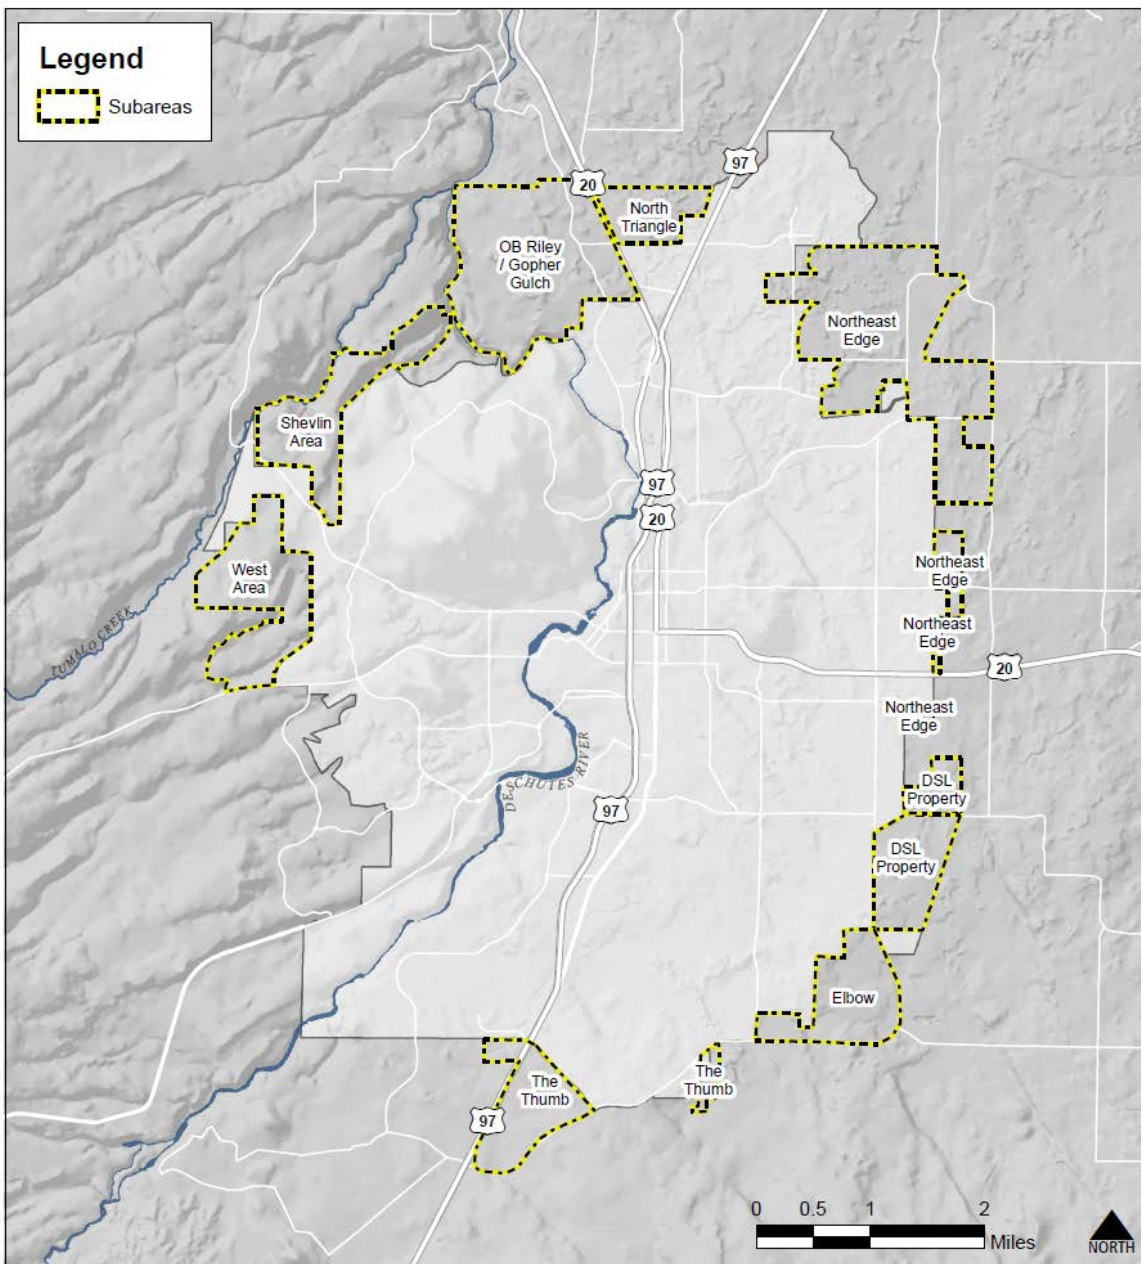 Legend
Subareas
20
97
North
Triangle
OB Riley
/ Gopher
Gulch
Northeast
Edge
Shevlin
Area
97
20
West
Area
Northeast
Edge
Northeast
Edge
TUMALO CREEK
20
Northeast
Edge
DESCHUTES RIVER
DSL
Property
97
DSL
Property
Elbow
The
Thumb
The
Thumb
97
0 0.5 1 2
Miles
NORTH